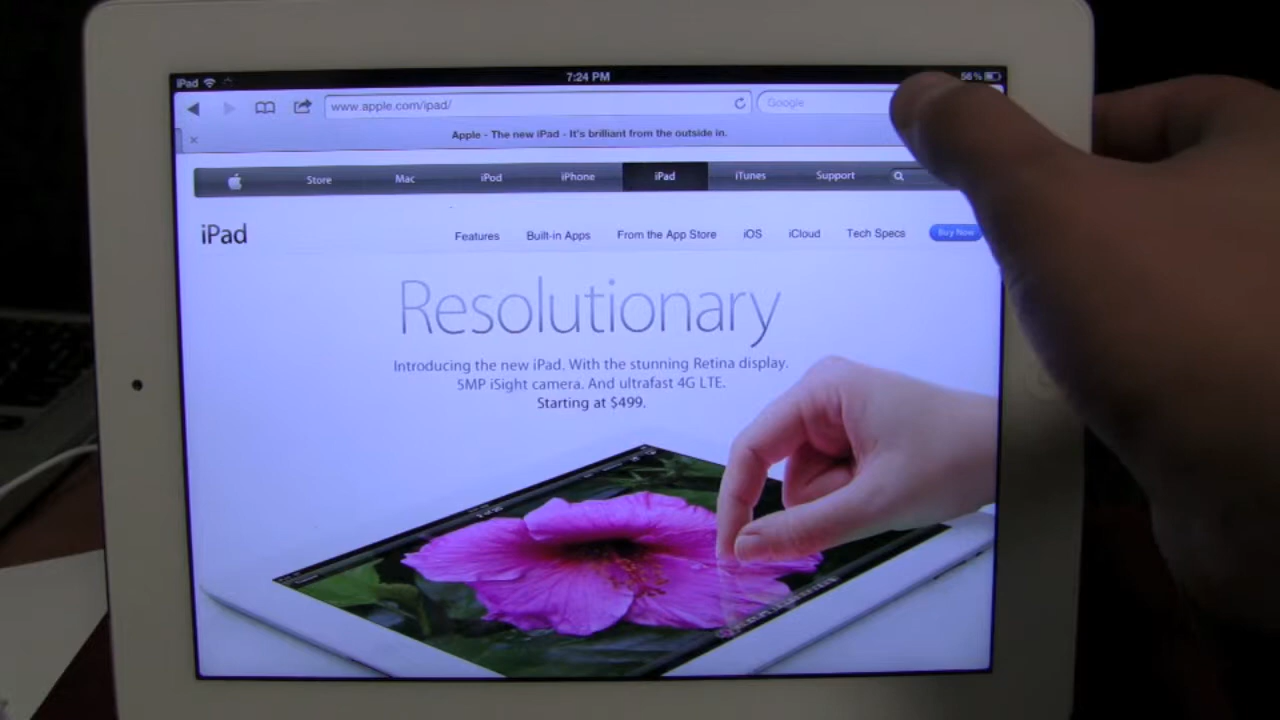 iPad
7:24 PM
56%
www.apple.com/ipad/
Google
Apple - The new iPad - It's brilliant from the outside in.
Store
Mac
iPod
iPhone
iPad
iTunes
Support
iPad
Features
Built-in Apps
From the App Store
iOS
iCloud
Tech Specs
Buy Now
Resolutionary
Introducing the new iPad. With the stunning Retina display.
5MP iSight camera. And ultrafast 4G LTE.
Starting at $499.